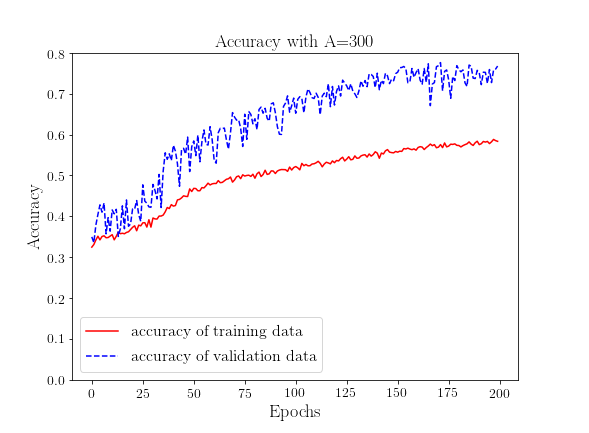 Accuracy with A=300
0.8
0.7
0.6
0.5
0.4
0.3
0.2
0.1
0.0
Accuracy
accuracy of training data
accuracy of validation data
0 25 50 75 100 125 150 175 200
Epochs